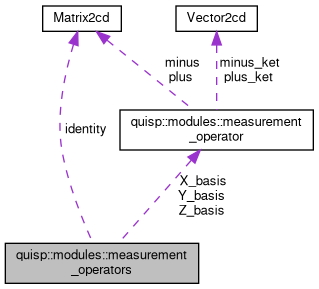 Matrix2cd
Vector2cd
minus
plus
minus_ket
plus_ket
identity
quisp::modules::measurement
_operator
X_basis
Y_basis
Z_basis
quisp::modules::measurement
_operators